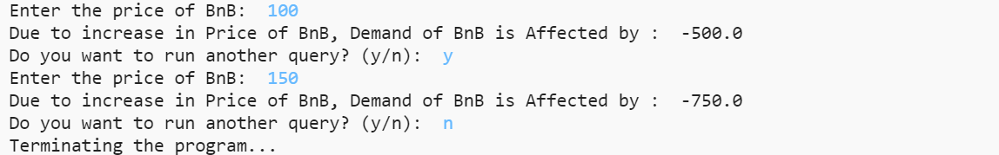 Enter the price of BnB:  100
Due to increase in Price of BnB, Demand of BnB is Affected by :  -500.0
Do you want to run another query? (y/n):  y
Enter the price of BnB:  150
Due to increase in Price of BnB, Demand of BnB is Affected by :  -750.0
Do you want to run another query? (y/n):  n
Terminating the program...